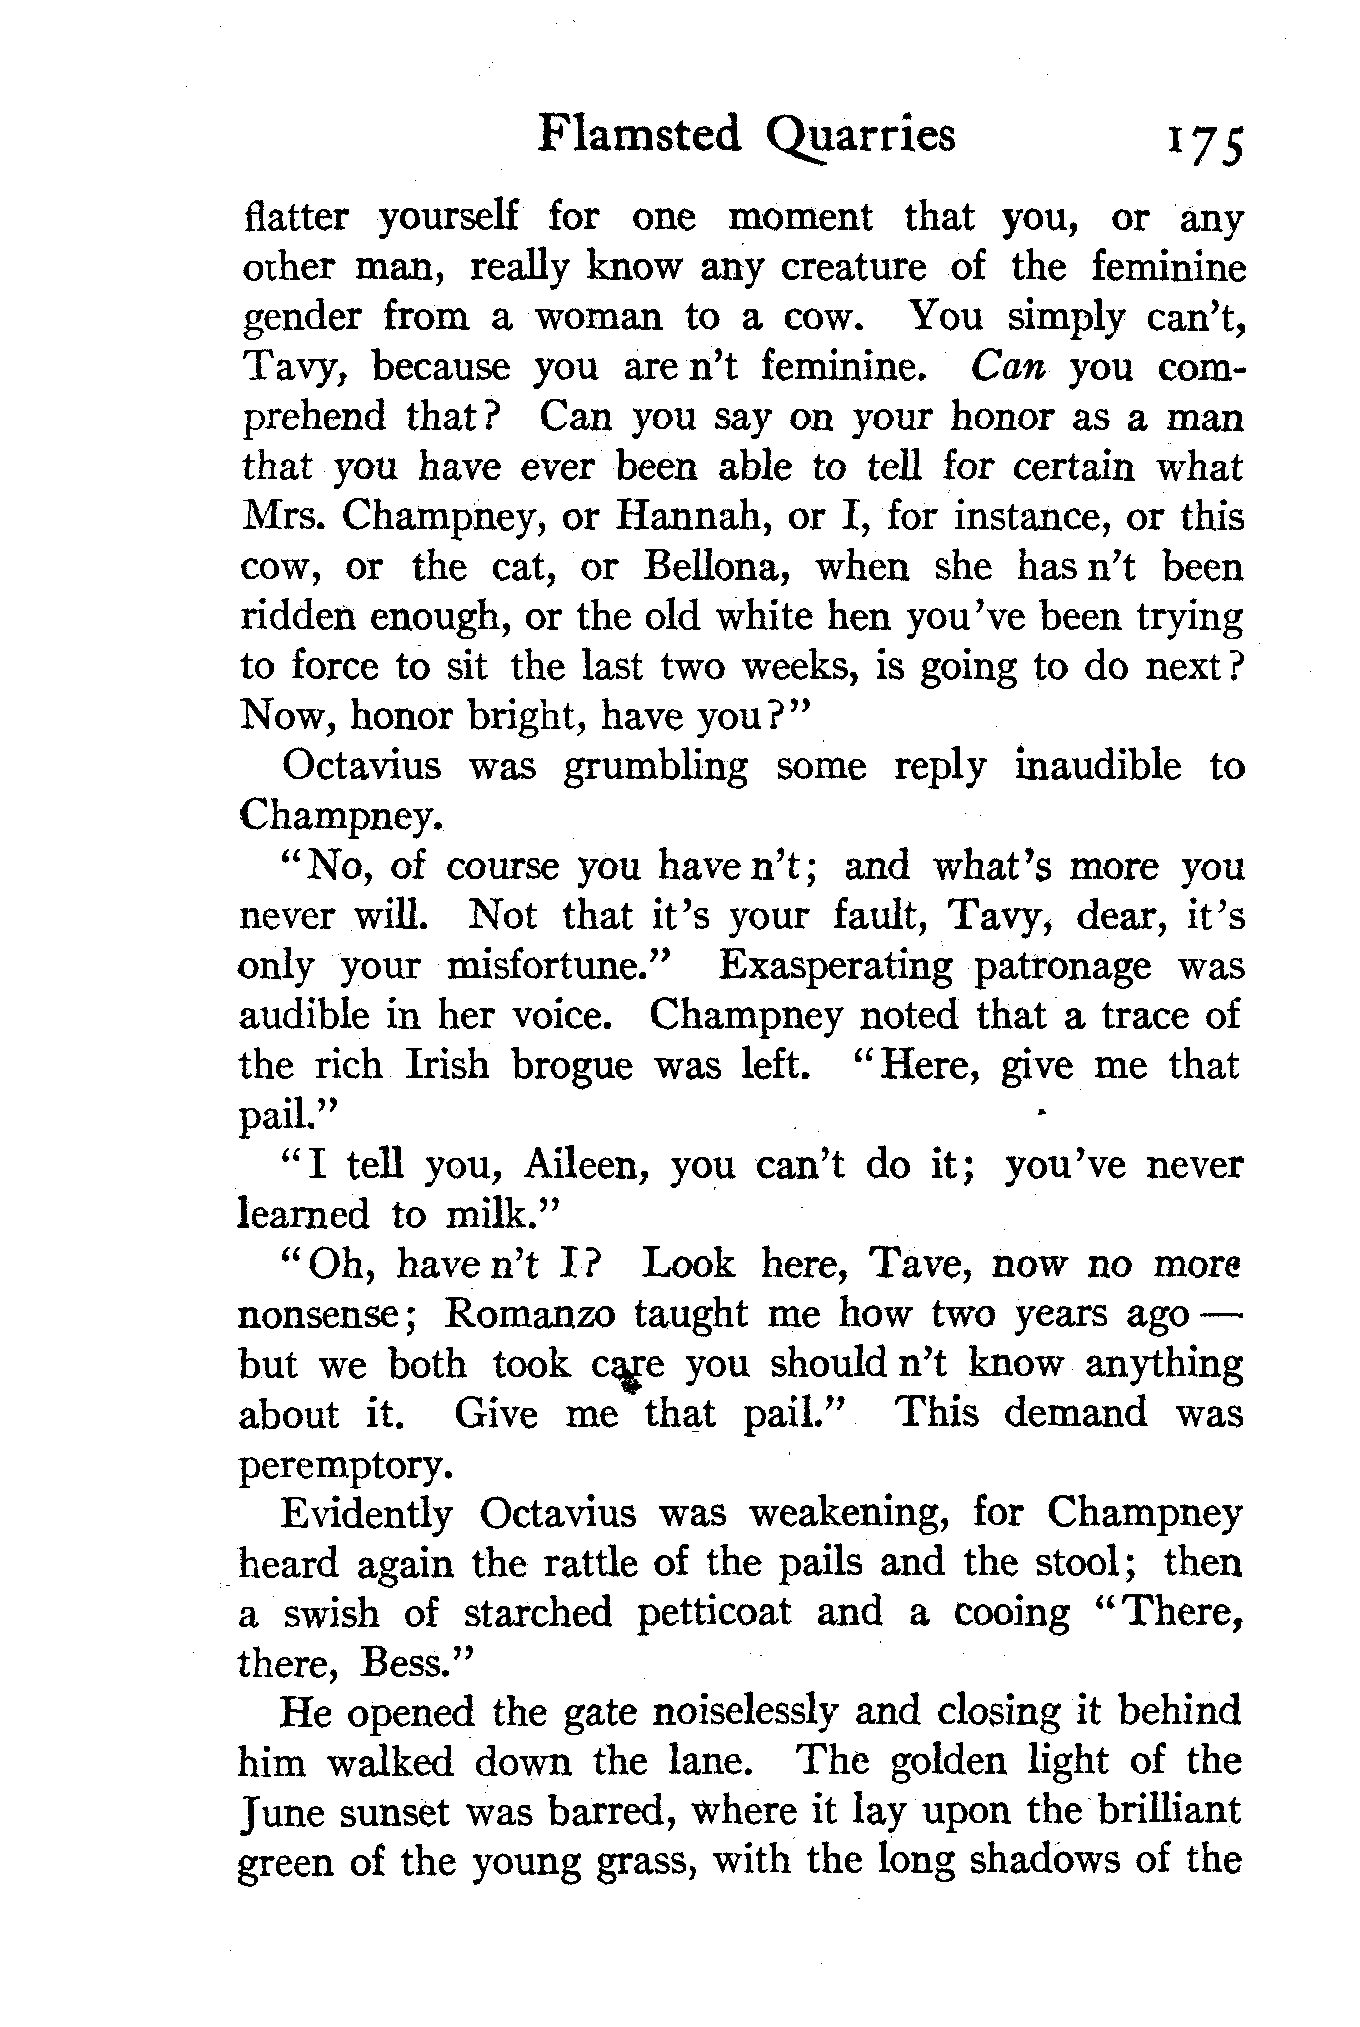 Flamsted Quarries 175
flatter yourself for one moment that you, or any
other man, really know any creature of the feminine
gender from a woman to a cow. You simply can't,
Tavy, because you are n't feminine. Can you com-
prehend that? Can you say on your honor as a man
that you have ever been able to tell for certain what
Mrs. Champney, or Hannah, or I, for instance, or this
cow, or the cat, or Bellona, when she has n't been
ridden enough, or the old white hen you've been trying
to force to sit the last two weeks, is going to do next?
Now, honor bright, have you?"
Octavius was grumbling some reply inaudible to
Champney.
"No, of course you have n't; and what's more you
never will. Not that it's your fault, Tavy, dear, it's
only your misfortune." Exasperating patronage was
audible in her voice. Champney noted that a trace of
the rich Irish brogue was left. "Here, give me that
pail."
"I tell you, Aileen, you can't do it; you've never
learned to milk."
"Oh, have n't I? Look here, Tave, now no more
nonsense; Romanzo taught me how two years ago —
but we both took care you should n't know anything
about it. Give me that pail." This demand was
peremptory.
Evidently Octavius was weakening, for Champney
heard again the rattle of the pails and the stool; then
a swish of starched petticoat and a cooing "There,
there, Bess."
He opened the gate noiselessly and closing it behind
him walked down the lane. The golden light of the
June sunset was barred, where it lay upon the brilliant
green of the young grass, with the long shadows of the